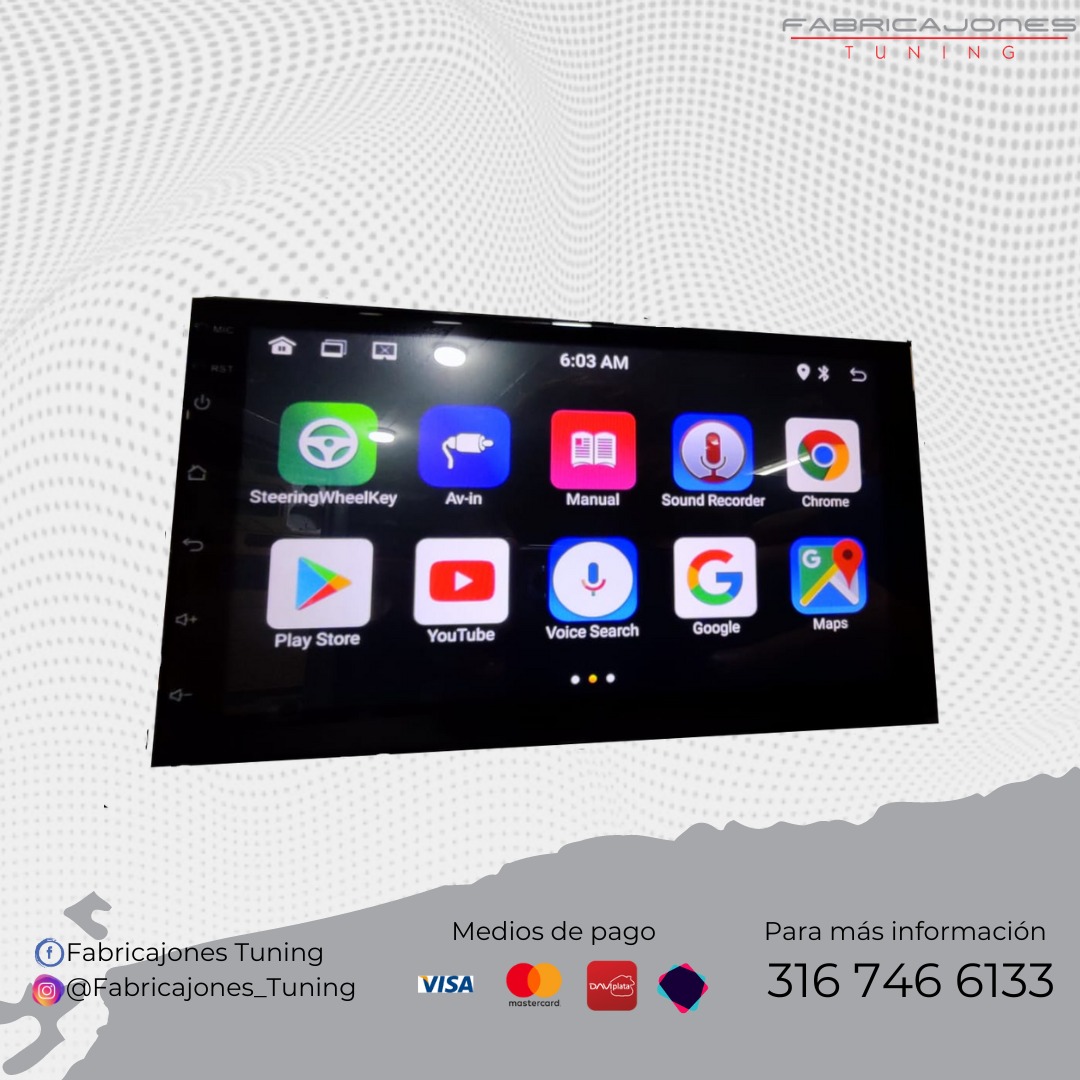 FABRICAJONES
TUNING
MIC
RST
6:03 AM
SteeringWheelKey
Av-in
Manual
Sound Recorder
Chrome
Play Store
YouTube
Voice Search
Google
Maps
Fabricajones Tuning
@Fabricajones_Tuning
Medios de pago
VISA
mastercard.
DAVIplata
Para más información
316 746 6133